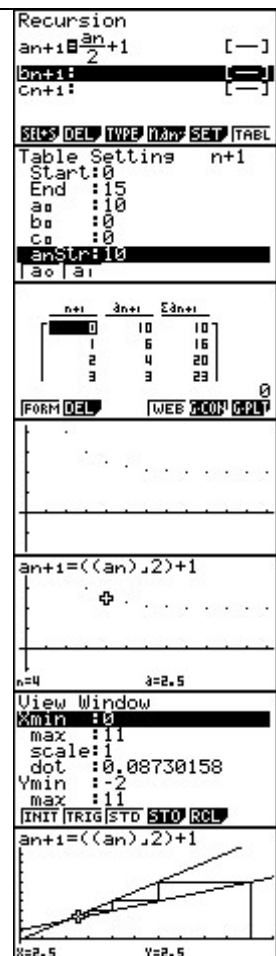 Recursion
an+1=an/2+1 [—]
bn+1: [—]
cn+1: [—]
SEL+S DEL TYPE n.an.. SET TABL
Table Setting n+1
Start:0
End :15
a0 :10
b0 :0
c0 :0
anStr:10
a0 a1
n+1 an+1 Σan+1
0 10 10
1 6 16
2 4 20
3 3 23
0
FORM DEL WEB G·CON G·PLT
an+1=((an)⌟2)+1
n=4 a=2.5
View Window
Xmin :0
max :11
scale:1
dot :0.08730158
Ymin :-2
max :11
INIT TRIG STD STO RCL
an+1=((an)⌟2)+1
X=2.5 Y=2.5